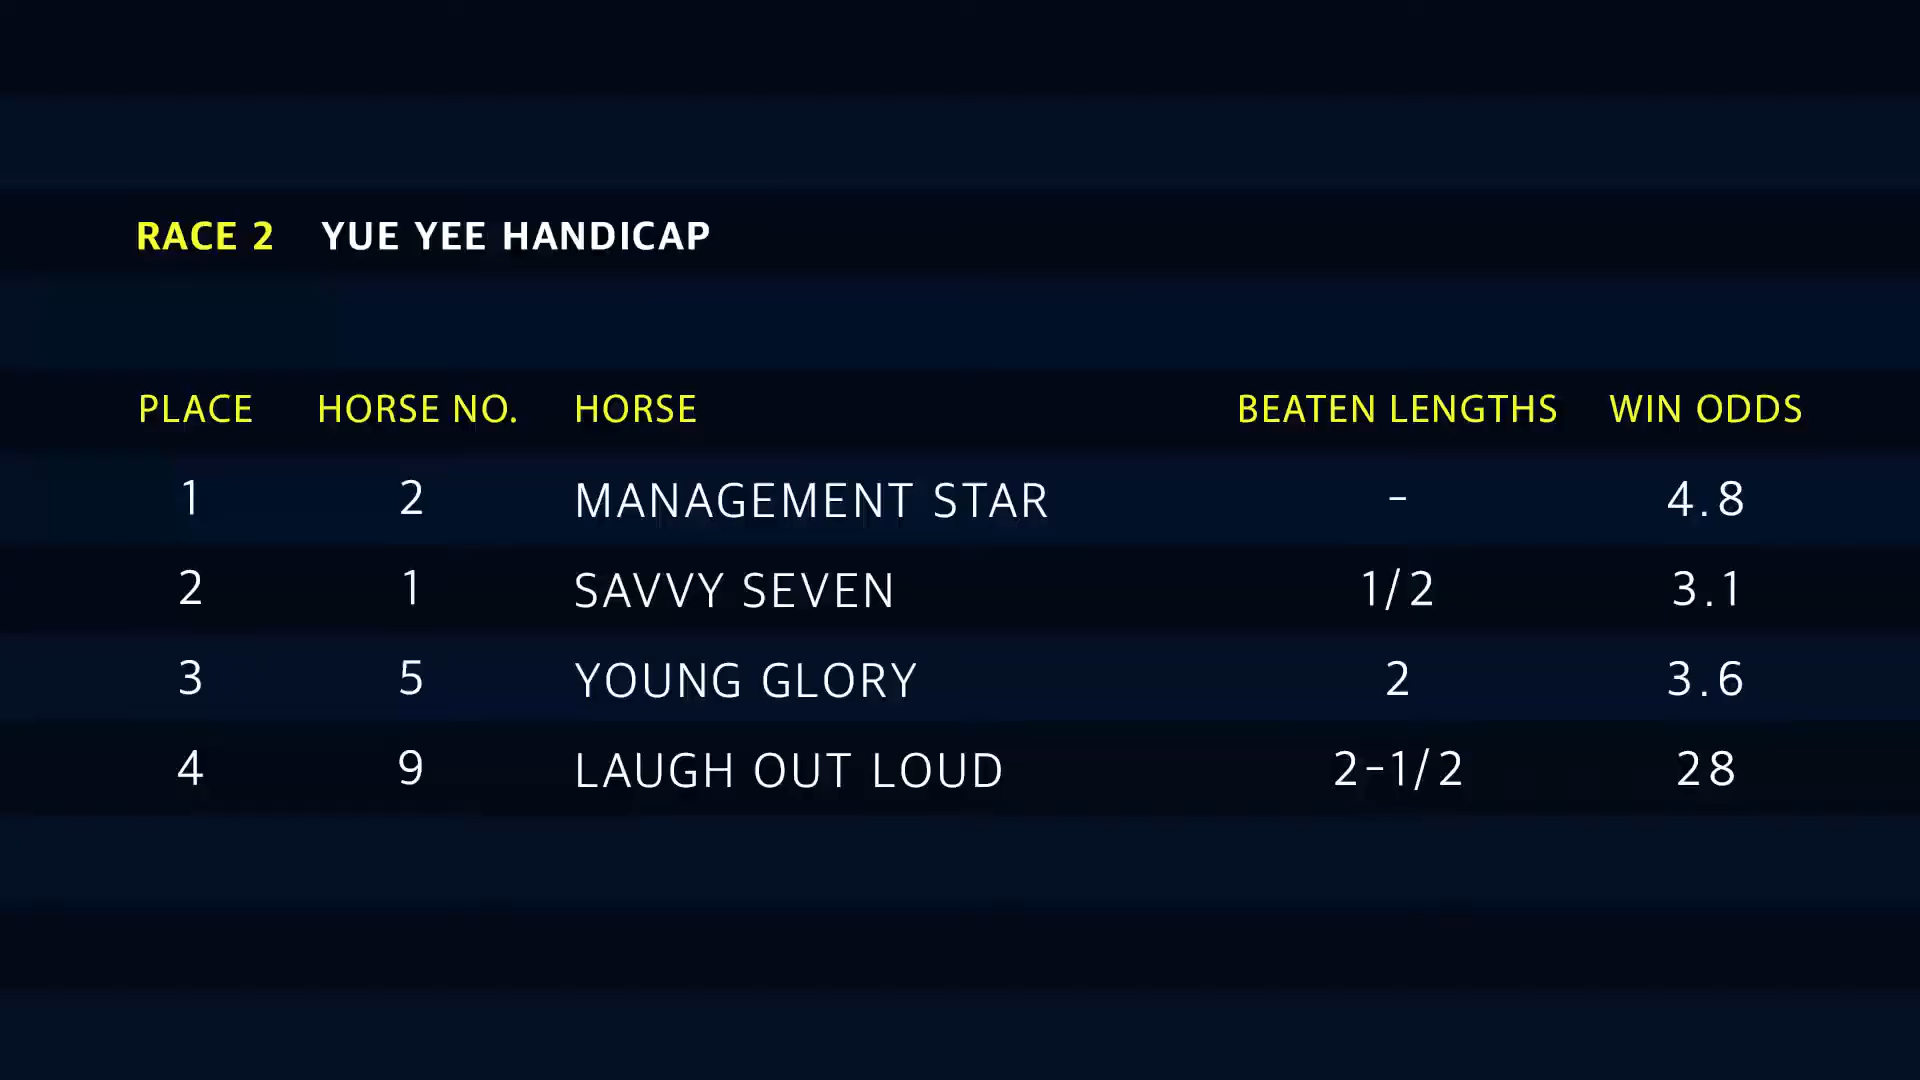 RACE 2 YUE YEE HANDICAP
PLACE HORSE NO. HORSE BEATEN LENGTHS WIN ODDS
1 2 MANAGEMENT STAR - 4.8
2 1 SAVVY SEVEN 1/2 3.1
3 5 YOUNG GLORY 2 3.6
4 9 LAUGH OUT LOUD 2-1/2 28